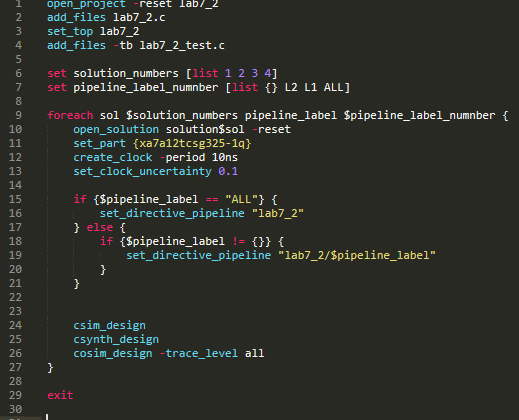 1 open_project -reset lab7_2
2 add_files lab7_2.c
3 set_top lab7_2
4 add_files -tb lab7_2_test.c
5
6 set solution_numbers [list 1 2 3 4]
7 set pipeline_label_numnber [list {} L2 L1 ALL]
8
9 foreach sol $solution_numbers pipeline_label $pipeline_label_numnber {
10 open_solution solution$sol -reset
11 set_part {xa7a12tcsg325-1q}
12 create_clock -period 10ns
13 set_clock_uncertainty 0.1
14
15 if {$pipeline_label == "ALL"} {
16 set_directive_pipeline "lab7_2"
17 } else {
18 if {$pipeline_label != {}} {
19 set_directive_pipeline "lab7_2/$pipeline_label"
20 }
21 }
22
23
24 csim_design
25 csynth_design
26 cosim_design -trace_level all
27 }
28
29 exit
30